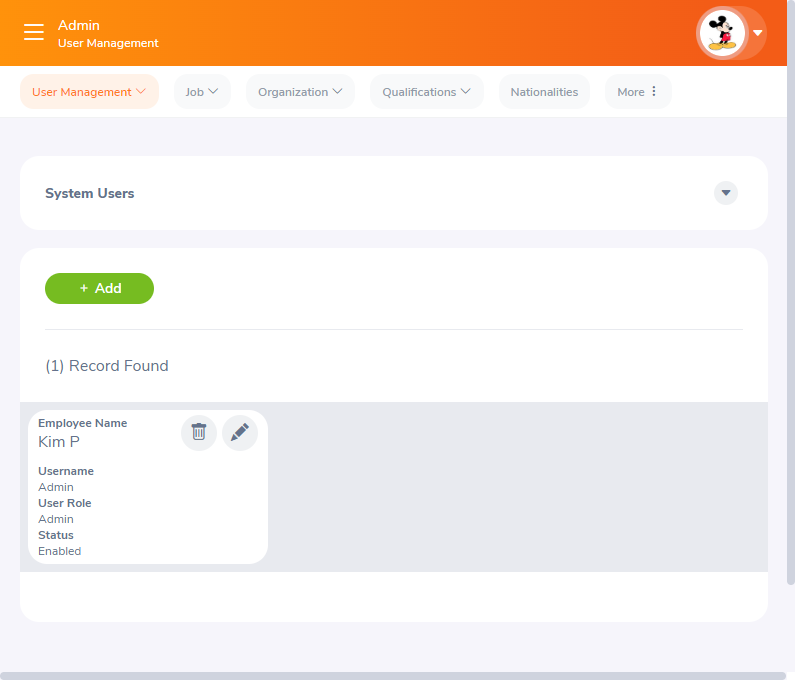 Admin
User Management
User Management
Job
Organization
Qualifications
Nationalities
More
System Users
+ Add
(1) Record Found
Employee Name
Kim P
Username
Admin
User Role
Admin
Status
Enabled